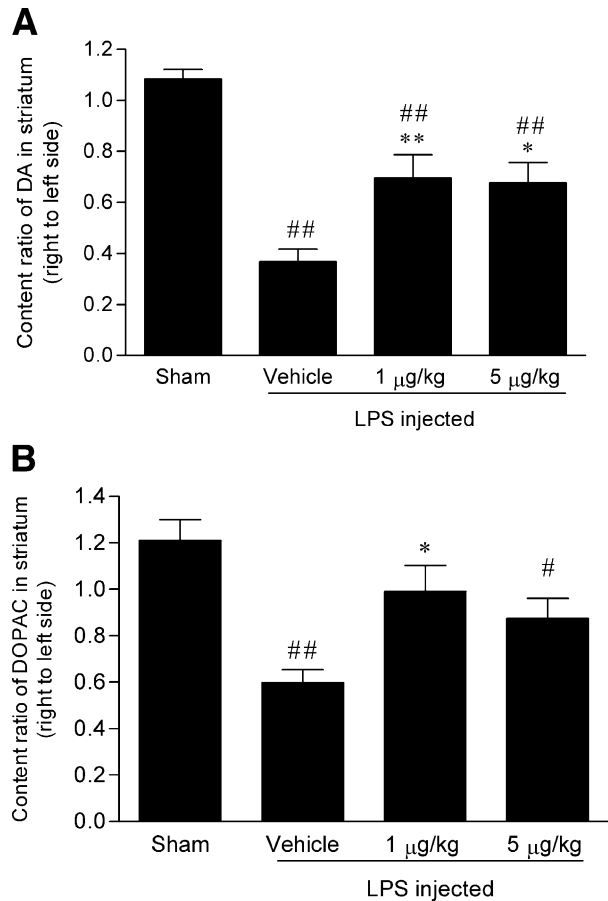 A
Content ratio of DA in striatum
(right to left side)
1.2
1.0
0.8
0.6
0.4
0.2
0.0
##
##
**
##
*
Sham Vehicle 1 μg/kg 5 μg/kg
LPS injected
B
Content ratio of DOPAC in striatum
(right to left side)
1.4
1.2
1.0
0.8
0.6
0.4
0.2
0.0
##
*
#
Sham Vehicle 1 μg/kg 5 μg/kg
LPS injected